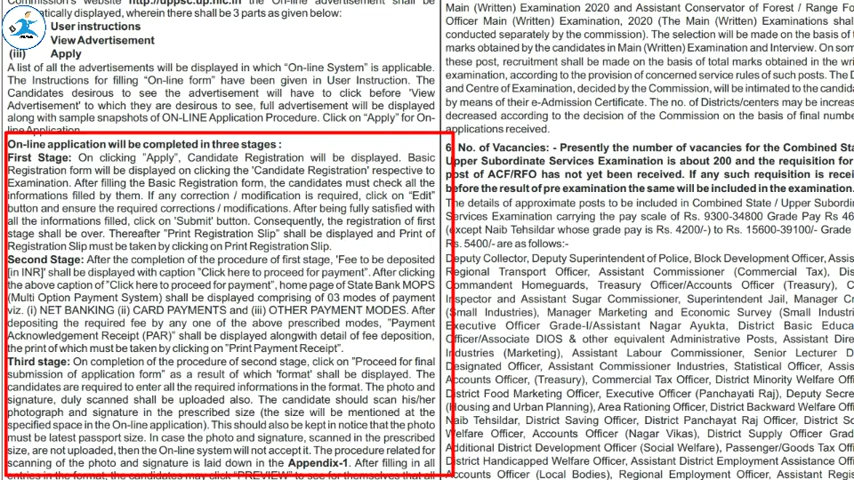 Commission's website http://uppsc.up.nic.in the On-line advertisement shall be
automatically displayed, wherein there shall be 3 parts as given below:
User instructions
View Advertisement
(iii) Apply
A list of all the advertisements will be displayed in which "On-line System" is applicable.
The Instructions for filling "On-line form" have been given in User Instruction. The
Candidates desirous to see the advertisement will have to click before 'View
Advertisement' to which they are desirous to see, full advertisement will be displayed
along with sample snapshots of ON-LINE Application Procedure. Click on "Apply" for On-
line Application.
On-line application will be completed in three stages :
First Stage: On clicking "Apply", Candidate Registration will be displayed. Basic
Registration form will be displayed on clicking the 'Candidate Registration' respective to
Examination. After filling the Basic Registration form, the candidates must check all the
informations filled by them. If any correction / modification is required, click on "Edit"
button and ensure the required corrections / modifications. After being fully satisfied with
all the informations filled, click on 'Submit' button. Consequently, the registration of first
stage shall be over. Thereafter "Print Registration Slip" shall be displayed and Print of
Registration Slip must be taken by clicking on Print Registration Slip.
Second Stage: After the completion of the procedure of first stage, 'Fee to be deposited
[in INR]' shall be displayed with caption "Click here to proceed for payment". After clicking
the above caption of "Click here to proceed for payment", home page of State Bank MOPS
(Multi Option Payment System) shall be displayed comprising of 03 modes of payment
viz. (i) NET BANKING (ii) CARD PAYMENTS and (iii) OTHER PAYMENT MODES. After
depositing the required fee by any one of the above prescribed modes, "Payment
Acknowledgement Receipt (PAR)" shall be displayed alongwith detail of fee deposition,
the print of which must be taken by clicking on "Print Payment Receipt".
Third stage: On completion of the procedure of second stage, click on "Proceed for final
submission of application form" as a result of which 'format' shall be displayed. The
candidates are required to enter all the required informations in the format. The photo and
signature, duly scanned shall be uploaded also. The candidate should scan his/her
photograph and signature in the prescribed size (the size will be mentioned at the
specified space in the On-line application). This should also be kept in notice that the photo
must be latest passport size. In case the photo and signature, scanned in the prescribed
size, are not uploaded, then the On-line system will not accept it. The procedure related for
scanning of the photo and signature is laid down in the Appendix-1. After filling in all
entries in the format, the candidates may click "PREVIEW" to see for themselves that all
Main (Written) Examination 2020 and Assistant Conservator of Forest / Range Fo
Officer Main (Written) Examination, 2020 (The Main (Written) Examinations shall
conducted separately by the commission). The selection will be made on the basis of
marks obtained by the candidates in Main (Written) Examination and Interview. On som
these post, recruitment shall be made on the basis of total marks obtained in the wri
examination, according to the provision of concerned service rules of such posts. The D
and Centre of Examination, decided by the Commission, will be intimated to the candida
by means of their e-Admission Certificate. The no. of Districts/centers may be increas
decreased according to the decision of commission on the basis of final numbe
applications received.
6. No. of Vacancies: - Presently the number of vacancies for the Combined Sta
Upper Subordinate Services Examination is about 200 and the requisition for
post of ACF/RFO has not yet been received. If any such requisition is recei
before the result of pre examination the same will be included in the examination.
The details of approximate posts to be included in Combined State / Upper Subordin
Services Examination carrying the pay scale of Rs. 9300-34800 Grade Pay Rs 46
(except Naib Tehsildar whose grade pay is Rs. 4200/-) to Rs. 15600-39100/- Grade
Rs. 5400/- are as follows:-
Deputy Collector, Deputy Superintendent of Police, Block Development Officer, Assis
Regional Transport Officer, Assistant Commissioner (Commercial Tax), Dis
Commandent Homeguards, Treasury Officer/Accounts Officer (Treasury), C
Inspector and Assistant Sugar Commissioner, Superintendent Jail, Manager Cr
(Small Industries), Manager Marketing and Economic Survey (Small Industri
Executive Officer Grade-I/Assistant Nagar Ayukta, District Basic Educa
Officer/Associate DIOS & other equivalent Administrative Posts, Assistant Dire
Industries (Marketing), Assistant Labour Commissioner, Senior Lecturer D
Designated Officer, Assistant Commissioner Industries, Statistical Officer, Assis
Accounts Officer, (Treasury), Commercial Tax Officer, District Minority Welfare Offi
District Food Marketing Officer, Executive Officer (Panchayati Raj), Deputy Secre
(Housing and Urban Planning), Area Rationing Officer, District Backward Welfare Offi
Naib Tehsildar, District Saving Officer, District Panchayat Raj Officer, District So
Welfare Officer, Accounts Officer (Nagar Vikas), District Supply Officer Grad
Additional District Development Officer (Social Welfare), Passenger/Goods Tax Offi
District Handicapped Welfare Officer, Assistant District Employment Assistance Offi
Accounts Officer (Local Bodies), Regional Employment Officer, Assistant Regis